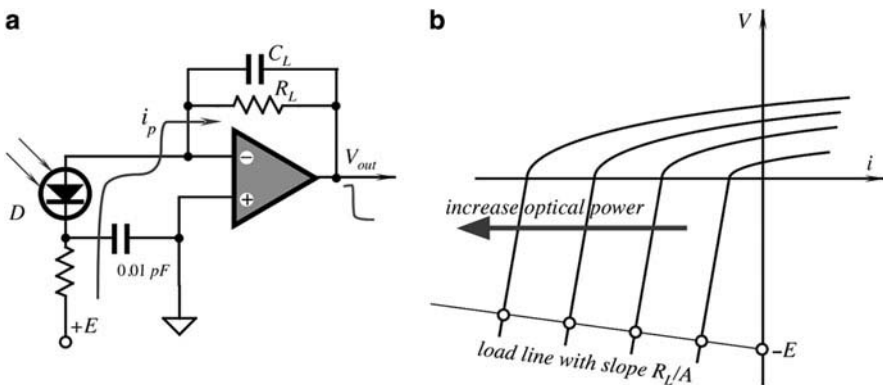 a
C_L
R_L
i_p
V_out
D
0.01 pF
+E
b
V
i
increase optical power
load line with slope R_L/A
–E